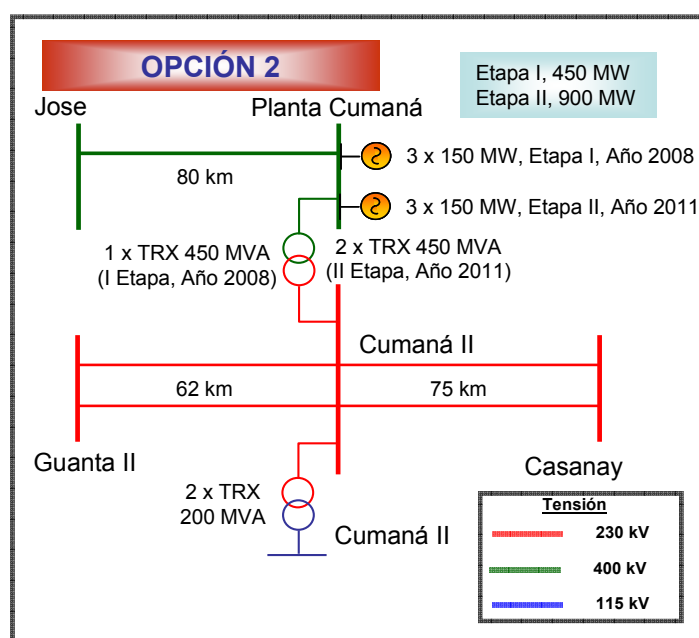 OPCIÓN 2
Etapa I, 450 MW
Etapa II, 900 MW
Jose
Planta Cumaná
3 x 150 MW, Etapa I, Año 2008
80 km
3 x 150 MW, Etapa II, Año 2011
1 x TRX 450 MVA
(I Etapa, Año 2008)
2 x TRX 450 MVA
(II Etapa, Año 2011)
Cumaná II
62 km
75 km
Guanta II
Casanay
2 x TRX
200 MVA
Cumaná II
Tensión
230 kV
400 kV
115 kV